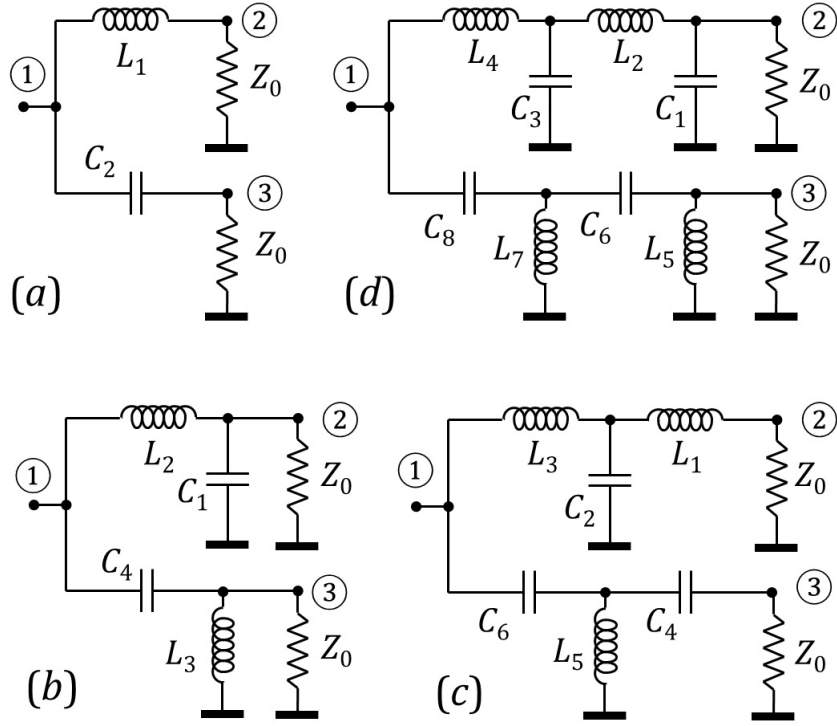 ① L₁ ② Z₀
C₂ ③ Z₀
(a)
① L₄ L₂ ②
C₃ C₁ Z₀
C₈ C₆ ③
L₇ L₅ Z₀
(d)
① L₂ ②
C₁ Z₀
C₄ ③
L₃ Z₀
(b)
① L₃ L₁ ②
C₂ Z₀
C₆ C₄ ③
L₅ Z₀
(c)